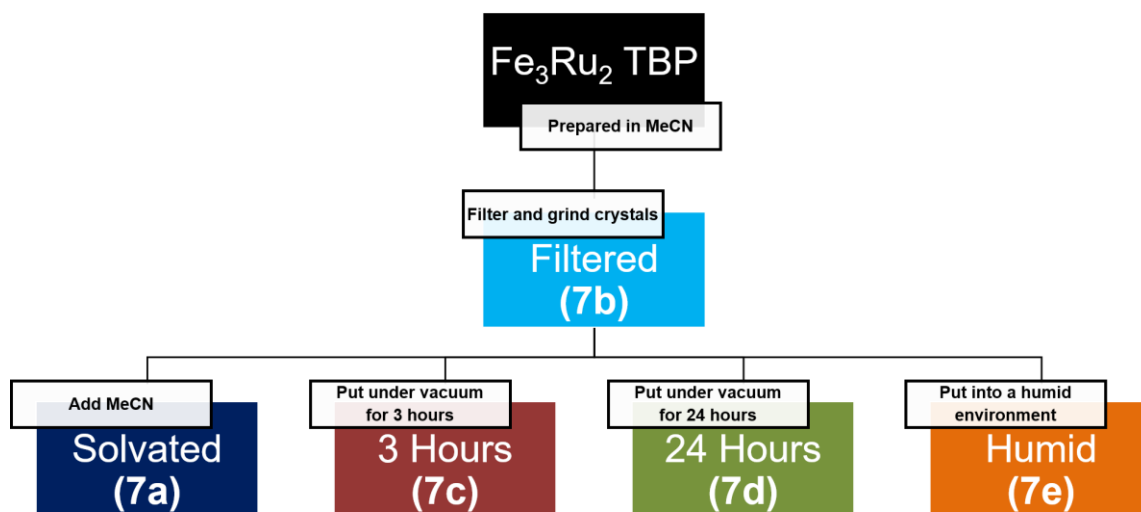 Fe₃Ru₂ TBP
Prepared in MeCN
Filter and grind crystals
Filtered
(7b)
Add MeCN
Solvated
(7a)
Put under vacuum
for 3 hours
3 Hours
(7c)
Put under vacuum
for 24 hours
24 Hours
(7d)
Put into a humid
environment
Humid
(7e)